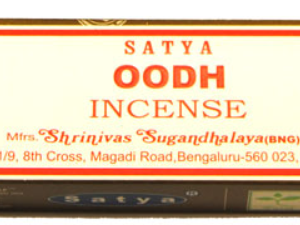 SATYA
OODH
INCENSE
Mfrs. Shrinivas Sugandhalaya(BNG)
1/9, 8th Cross, Magadi Road,Bengaluru-560 023,
Satya®